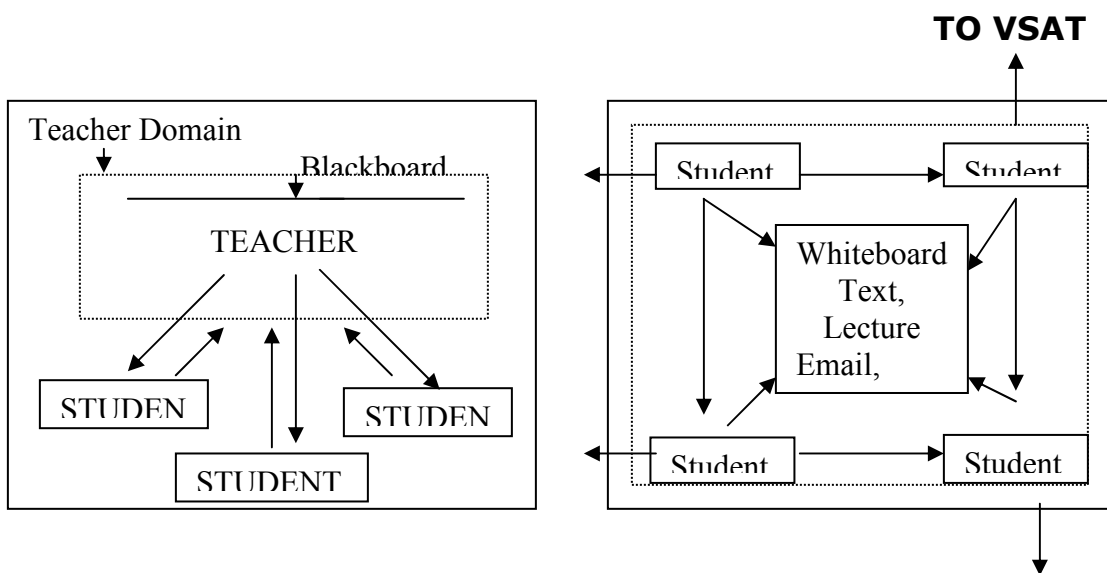 TO VSAT
Teacher Domain
Blackboard
TEACHER
STUDEN
STUDEN
STUDENT
Student
Student
Whiteboard
Text,
Lecture
Email,
Student
Student